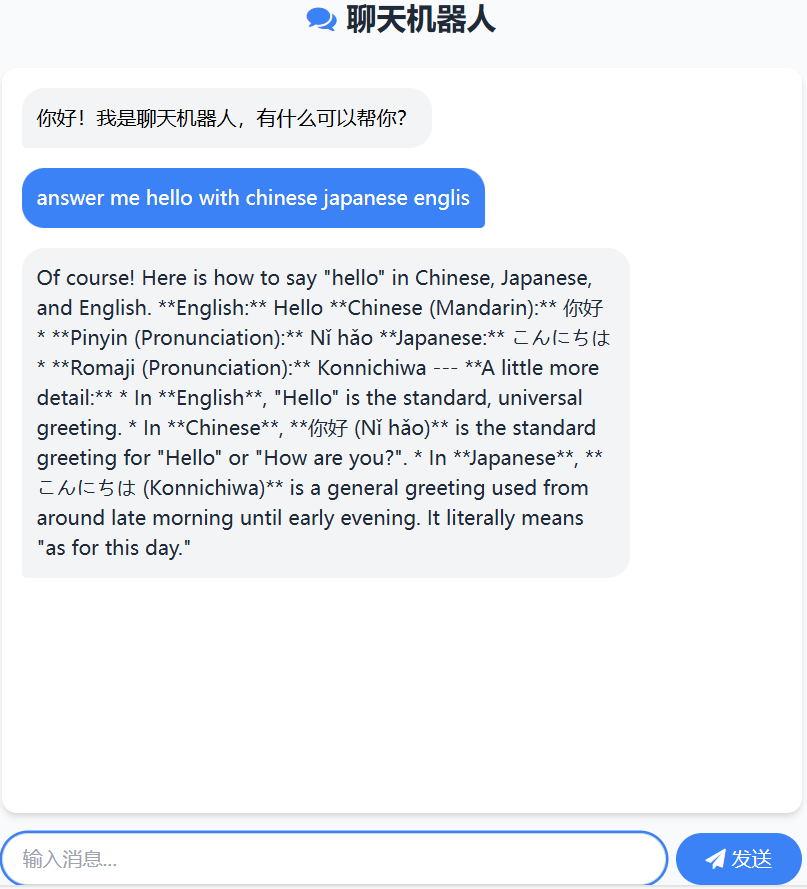 聊天机器人
你好！我是聊天机器人，有什么可以帮你？
answer me hello with chinese japanese englis
Of course! Here is how to say "hello" in Chinese, Japanese,
and English. **English:** Hello **Chinese (Mandarin):** 你好
* **Pinyin (Pronunciation):** Nǐ hǎo **Japanese:** こんにちは
* **Romaji (Pronunciation):** Konnichiwa --- **A little more
detail:** * In **English**, "Hello" is the standard, universal
greeting. * In **Chinese**, **你好 (Nǐ hǎo)** is the standard
greeting for "Hello" or "How are you?". * In **Japanese**, **
こんにちは (Konnichiwa)** is a general greeting used from
around late morning until early evening. It literally means
"as for this day."
输入消息...
发送